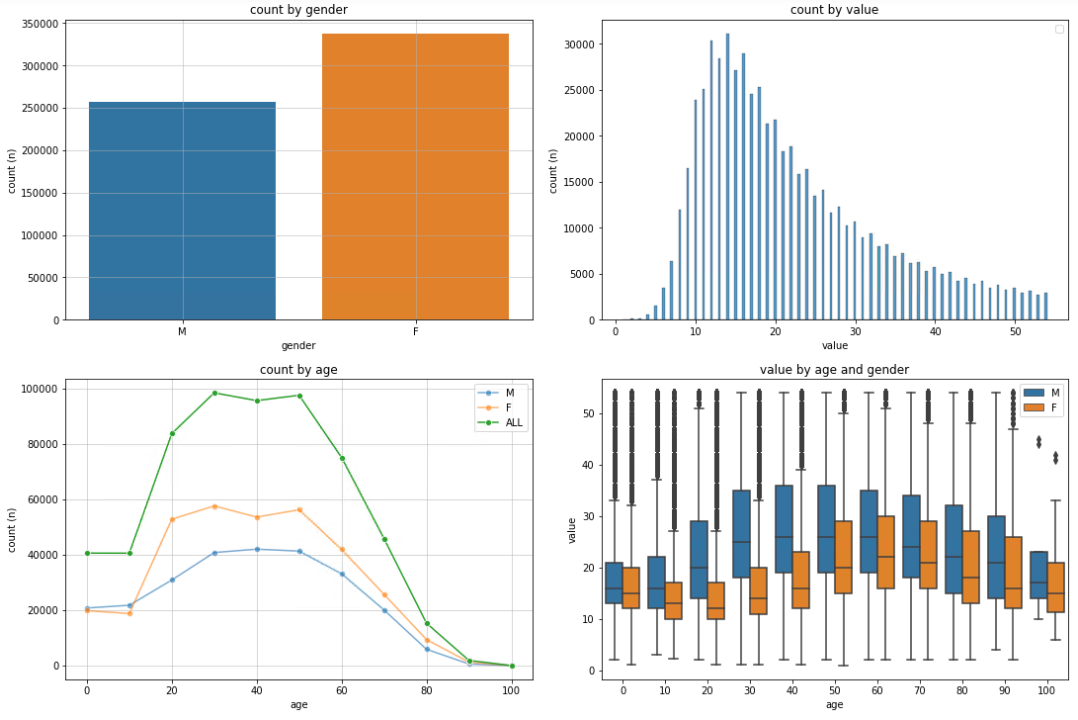 count by gender
350000
300000
250000
200000
150000
100000
50000
0
count (n)
M F
gender
count by value
30000
25000
20000
15000
10000
5000
0
count (n)
0 10 20 30 40 50
value
count by age
100000
80000
60000
40000
20000
0
count (n)
M
F
ALL
0 20 40 60 80 100
age
value by age and gender
50
40
30
20
10
0
value
M
F
0 10 20 30 40 50 60 70 80 90 100
age